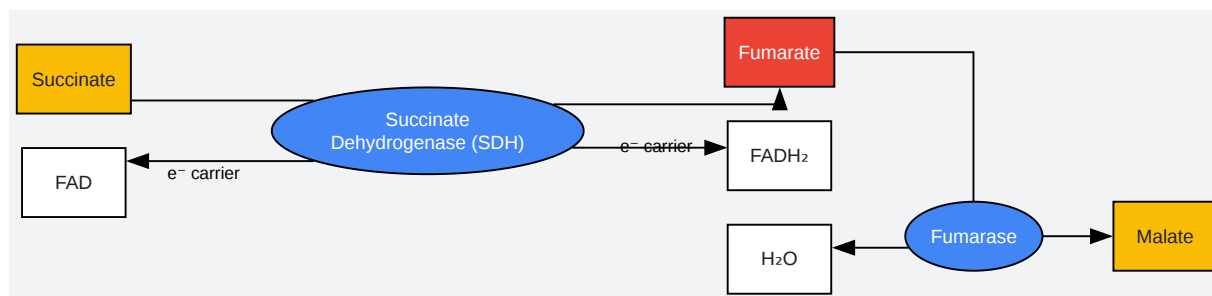 Fumarate
Succinate
Succinate
Dehydrogenase (SDH)
e⁻ carrier
FADH₂
e⁻ carrier
FAD
Fumarase
Malate
H₂O